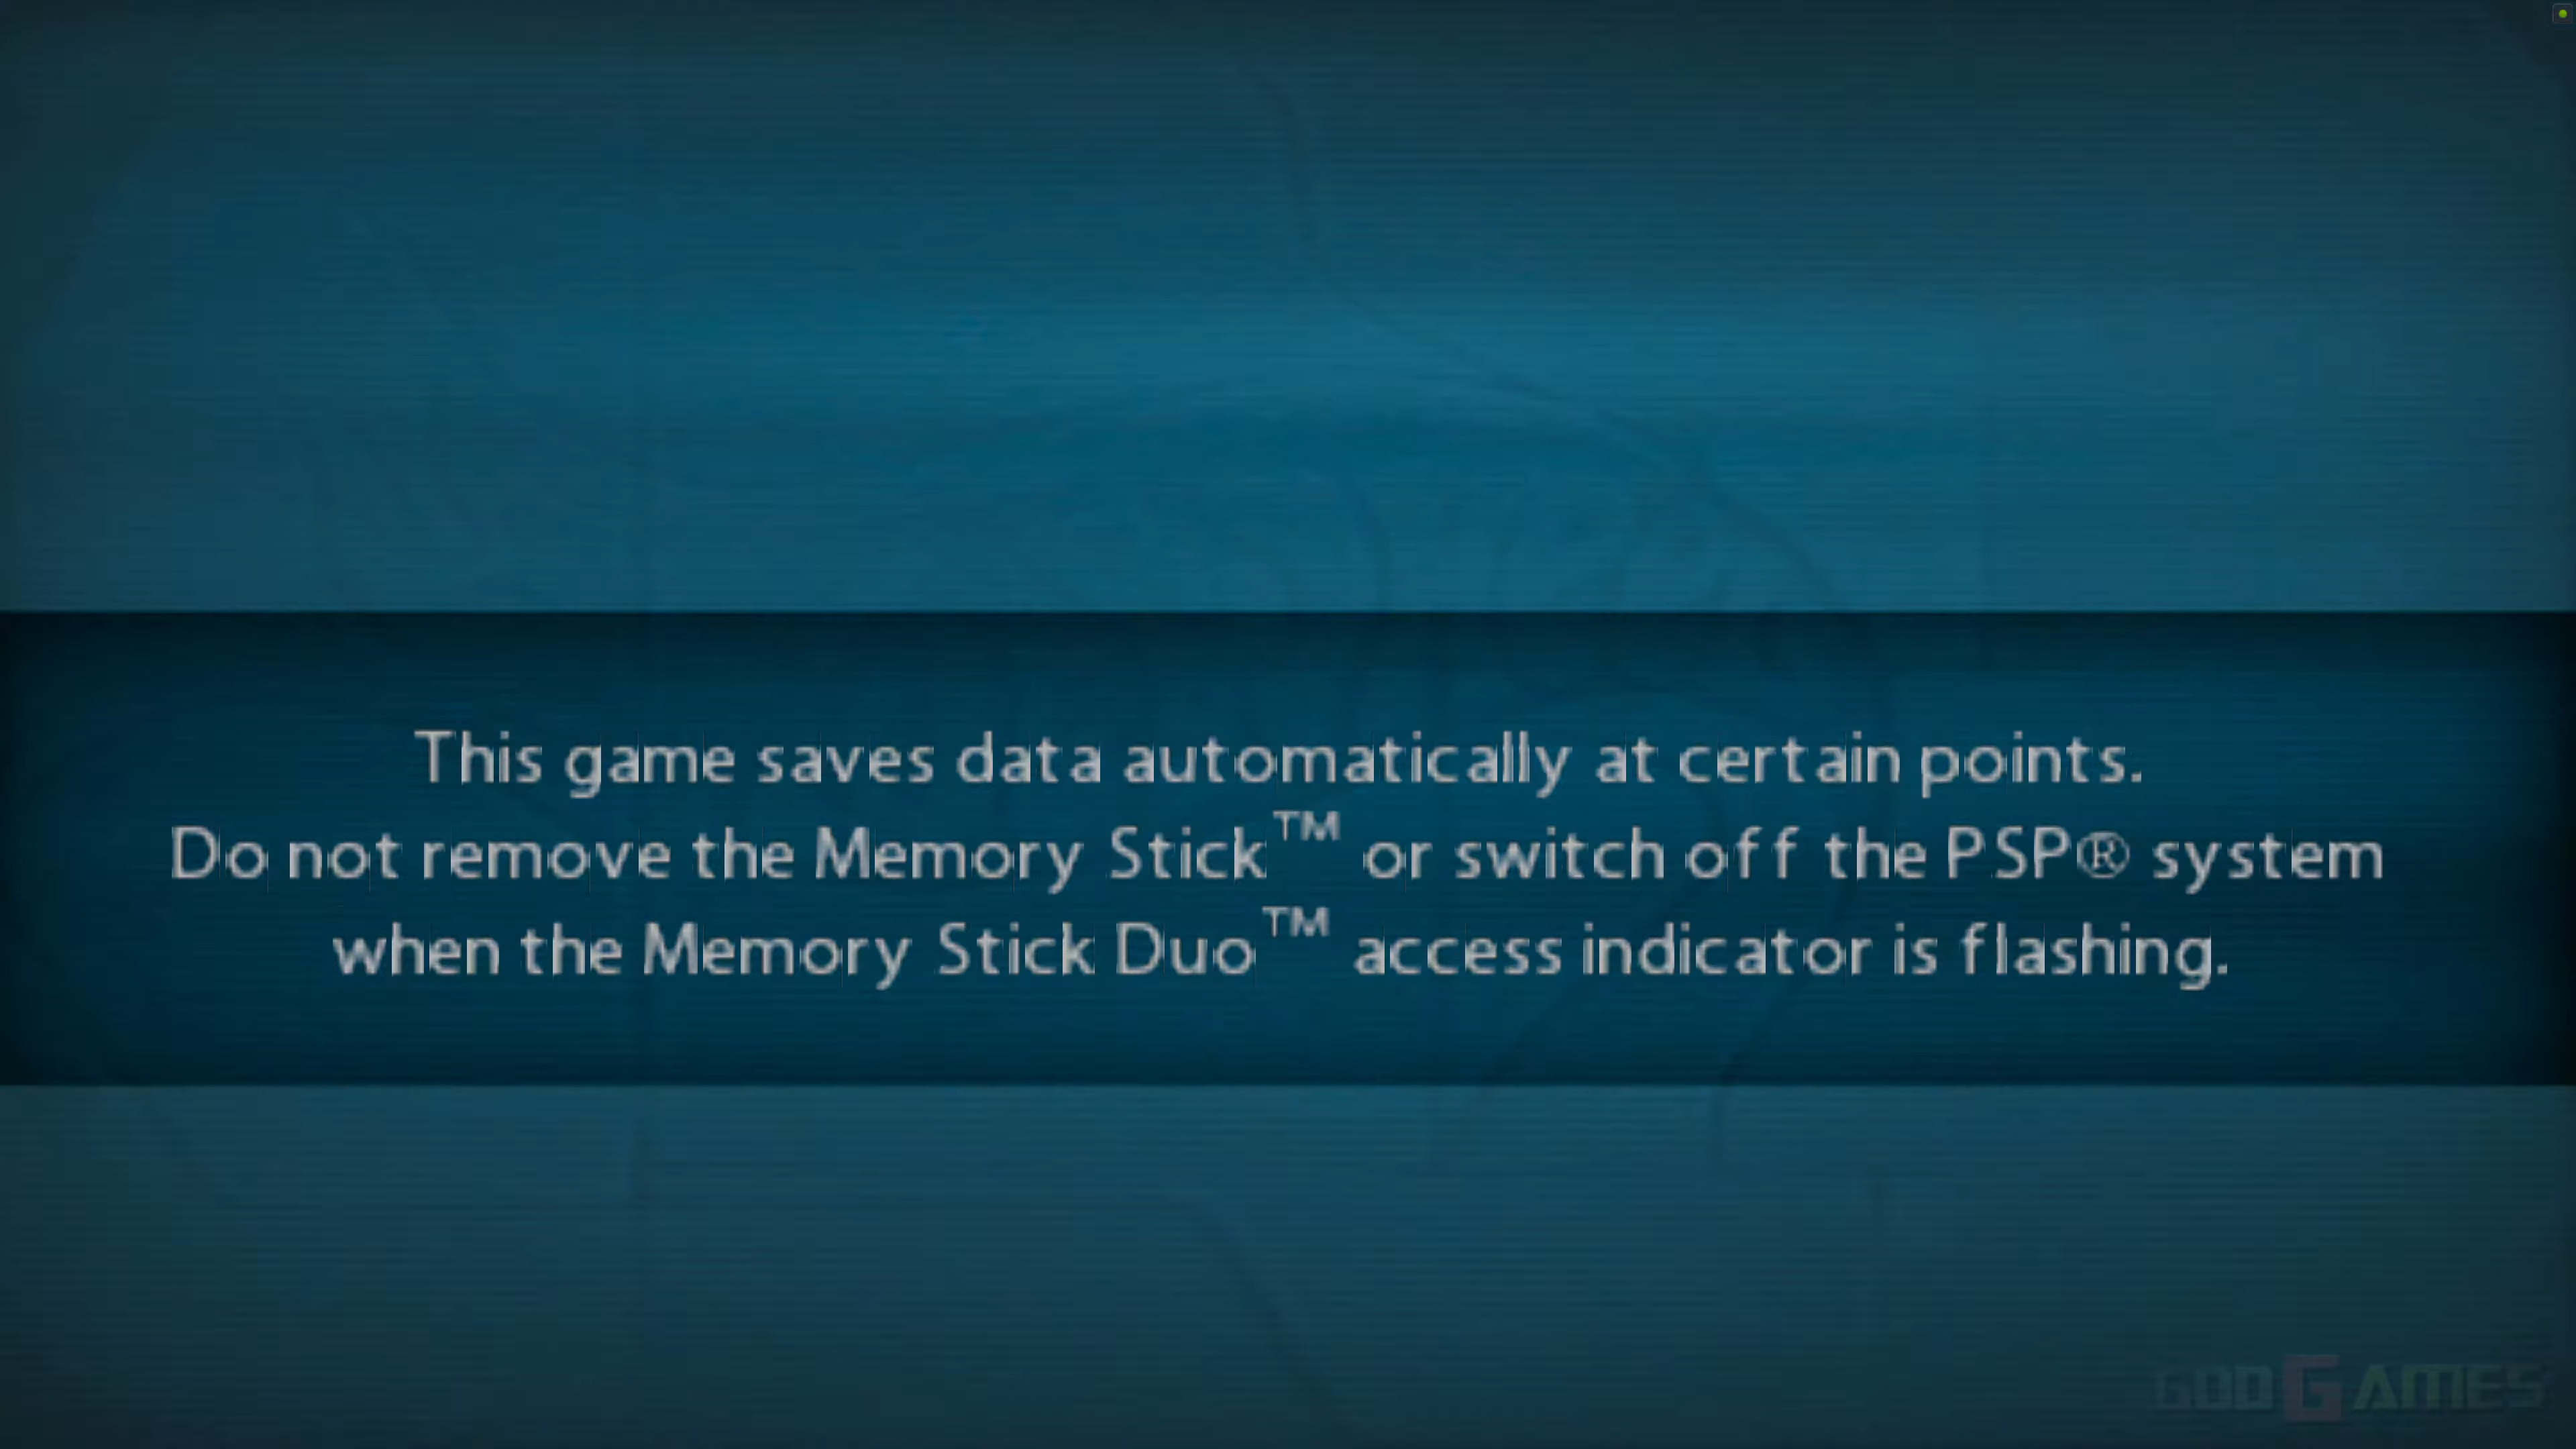 This game saves data automatically at certain points.
Do not remove the Memory Stick™ or switch off the PSP® system
when the Memory Stick Duo™ access indicator is flashing.
GODGAMES